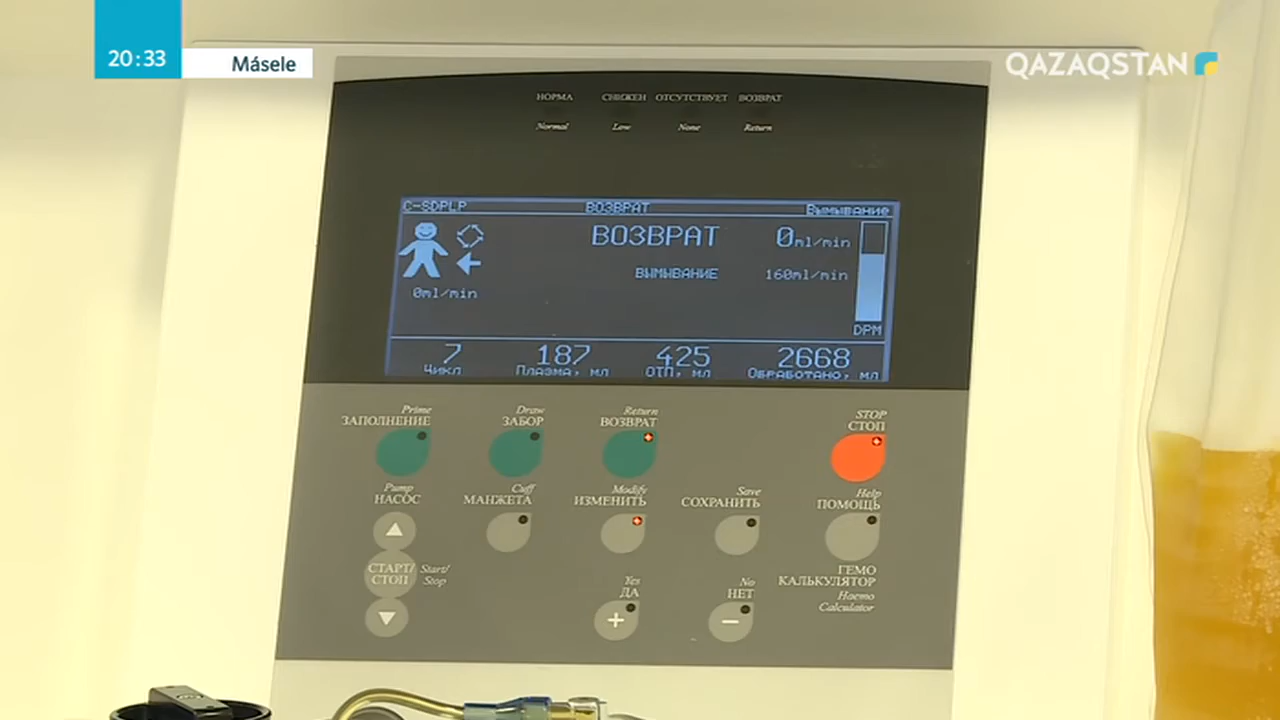 20:33
Másele
QAZAQSTAN
НОРМА СНИЖЕН ОТСУТСТВУЕТ ВОЗВРАТ
Normal Low None Return
C-SDPLP ВОЗВРАТ Вымывание
ВОЗВРАТ 0ml/min
ВЫМЫВАНИЕ 160ml/min
0ml/min
DPM
7 187 425 2668
Цикл Плазма, мл ОТП, мл Обработано, мл
Prime Draw Return STOP
ЗАПОЛНЕНИЕ ЗАБОР ВОЗВРАТ СТОП
Pump Cuff Modify Save Help
НАСОС МАНЖЕТА ИЗМЕНИТЬ СОХРАНИТЬ ПОМОЩЬ
СТАРТ/ Start/
СТОП Stop
ГЕМО
КАЛЬКУЛЯТОР
Haemo
Calculator
Yes No
ДА НЕТ
+ −